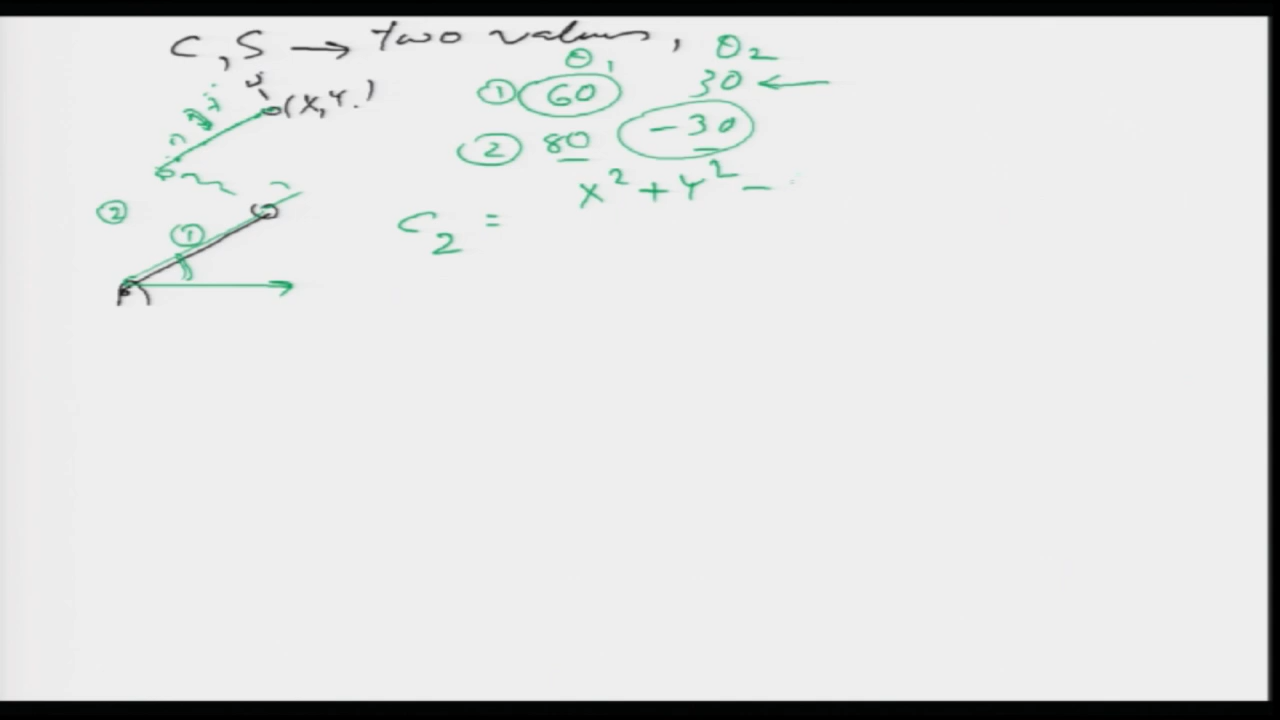 C, S → two values,
θ1 θ2
(X, Y.)
① 60 30 ←
② 80 -30
X² + Y² -
C2 =
②
①